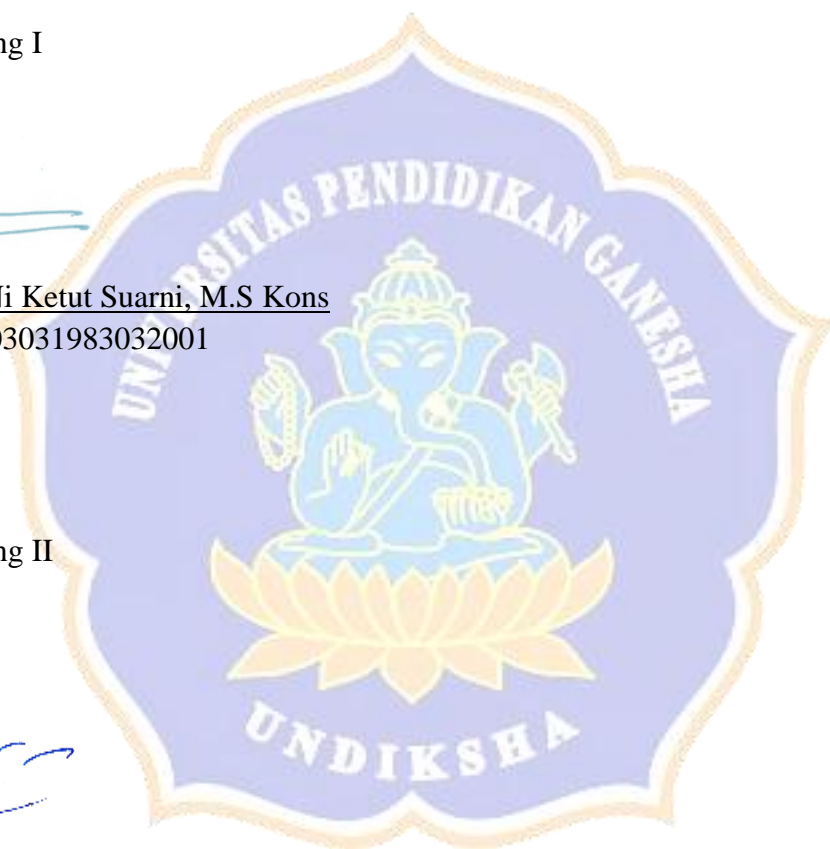 ng I
UNIVERSITAS PENDIDIKAN GANESHA
Ni Ketut Suarni, M.S Kons
03031983032001
ng II
UNDIKSHA